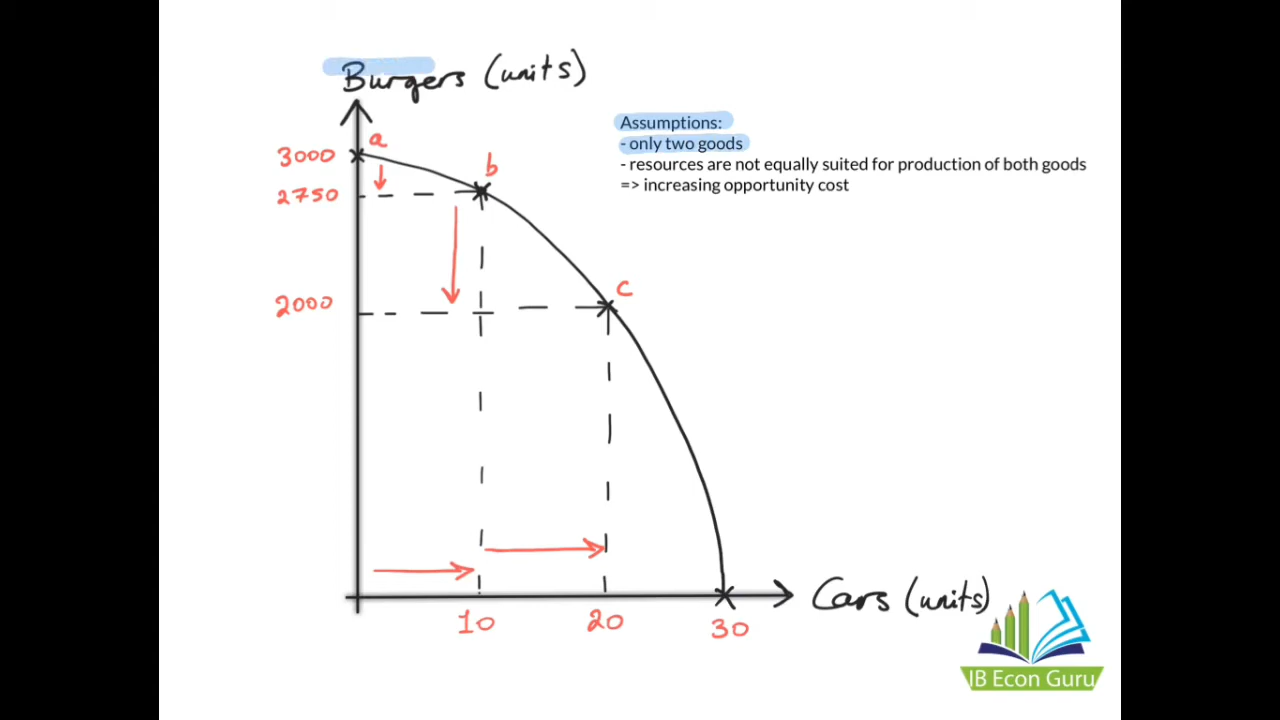 Burgers (units)
Assumptions:
- only two goods
- resources are not equally suited for production of both goods
=> increasing opportunity cost
3000
a
b
2750
2000
c
Cars (units)
10
20
30
IB Econ Guru